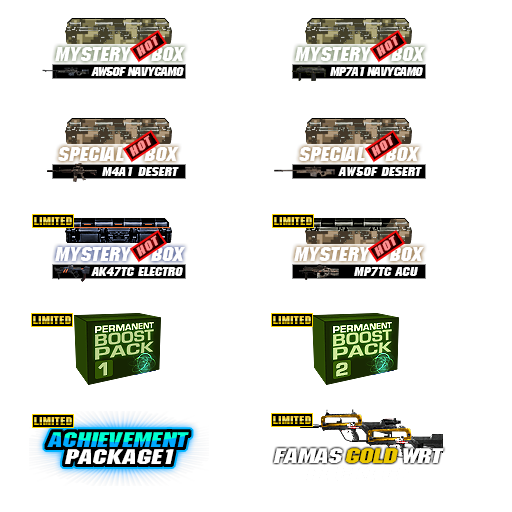 MYSTERY HOT BOX
AW50F NAVYCAMO
MYSTERY HOT BOX
MP7A1 NAVYCAMO
SPECIAL HOT BOX
M4A1 DESERT
SPECIAL HOT BOX
AW50F DESERT
LIMITED
MYSTERY HOT BOX
AK47TC ELECTRO
LIMITED
MYSTERY HOT BOX
MP7TC ACU
LIMITED
PERMANENT
BOOST
PACK
1
LIMITED
PERMANENT
BOOST
PACK
2
LIMITED
ACHIEVEMENT
PACKAGE1
LIMITED
FAMAS GOLD WRT